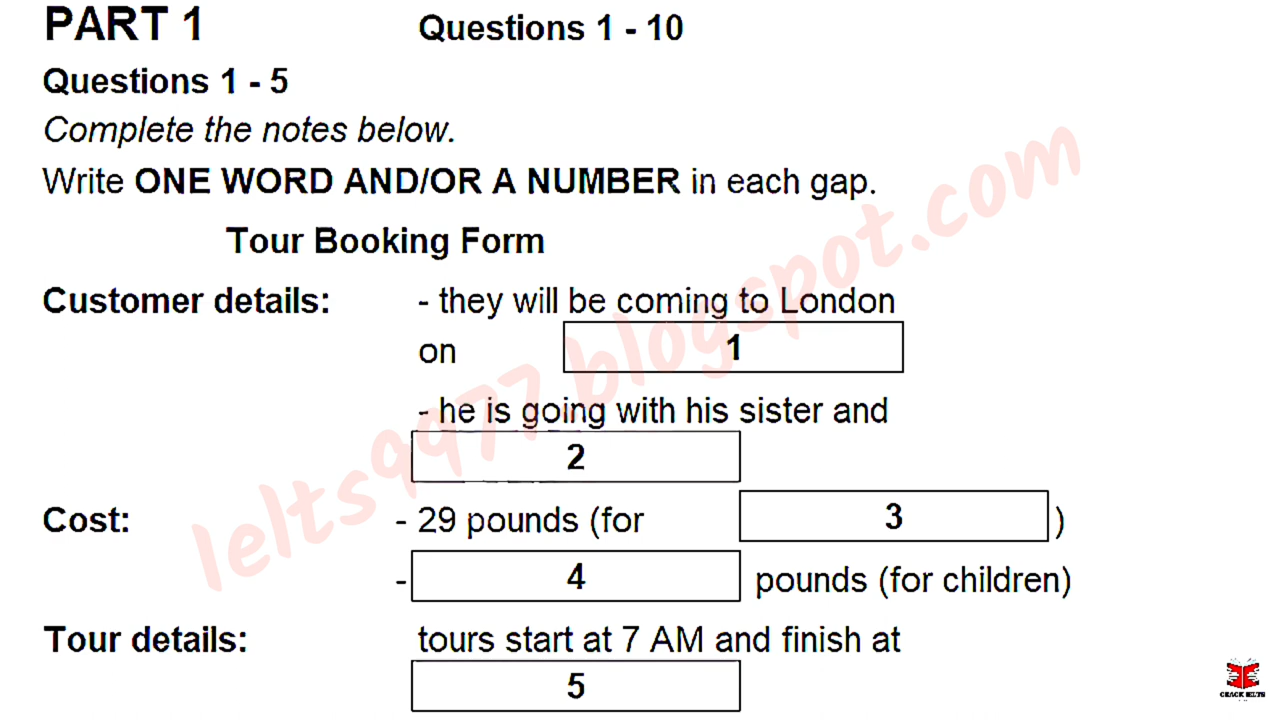 PART 1
Questions 1 - 10
Questions 1 - 5
Complete the notes below.
Write ONE WORD AND/OR A NUMBER in each gap.
Tour Booking Form
Customer details:
- they will be coming to London
on 1
- he is going with his sister and
2
Cost:
- 29 pounds (for 3 )
- 4 pounds (for children)
Tour details:
tours start at 7 AM and finish at
5
Ielts9977.blogspot.com
CRACK IELTS